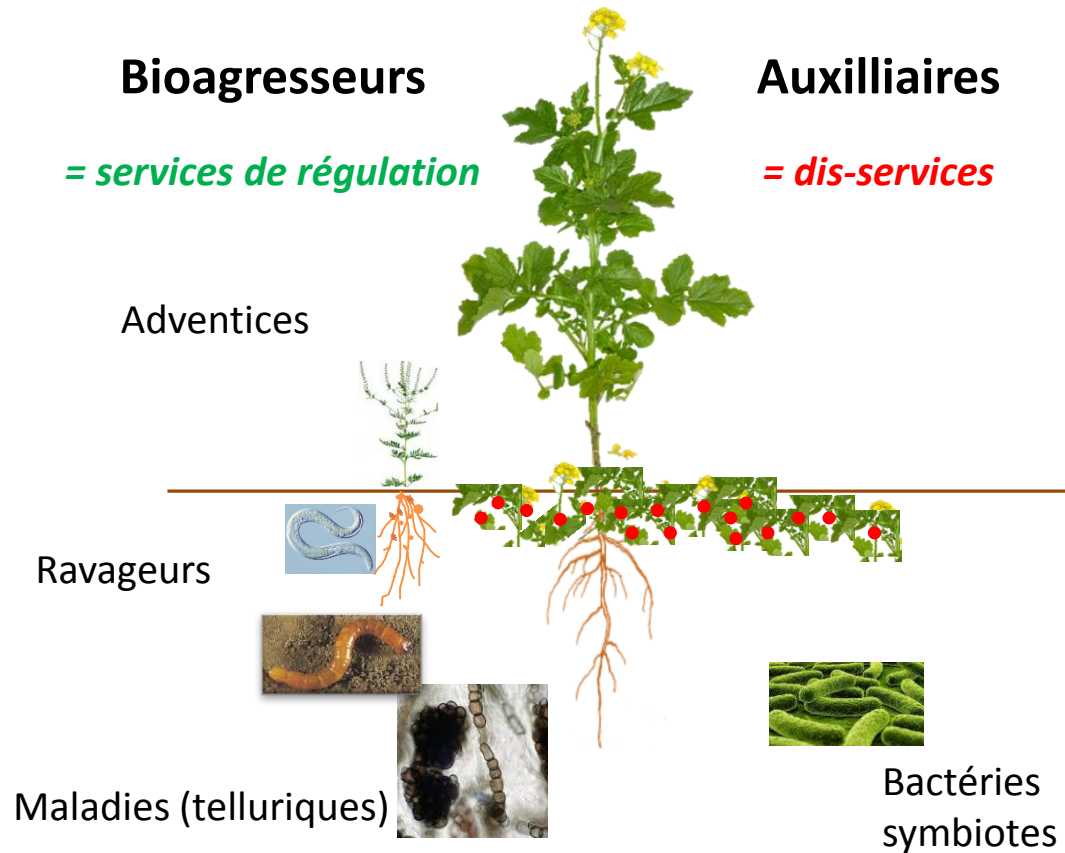 Bioagresseurs
= services de régulation
Auxilliaires
= dis-services
Adventices
Ravageurs
Maladies (telluriques)
Bactéries
symbiotes